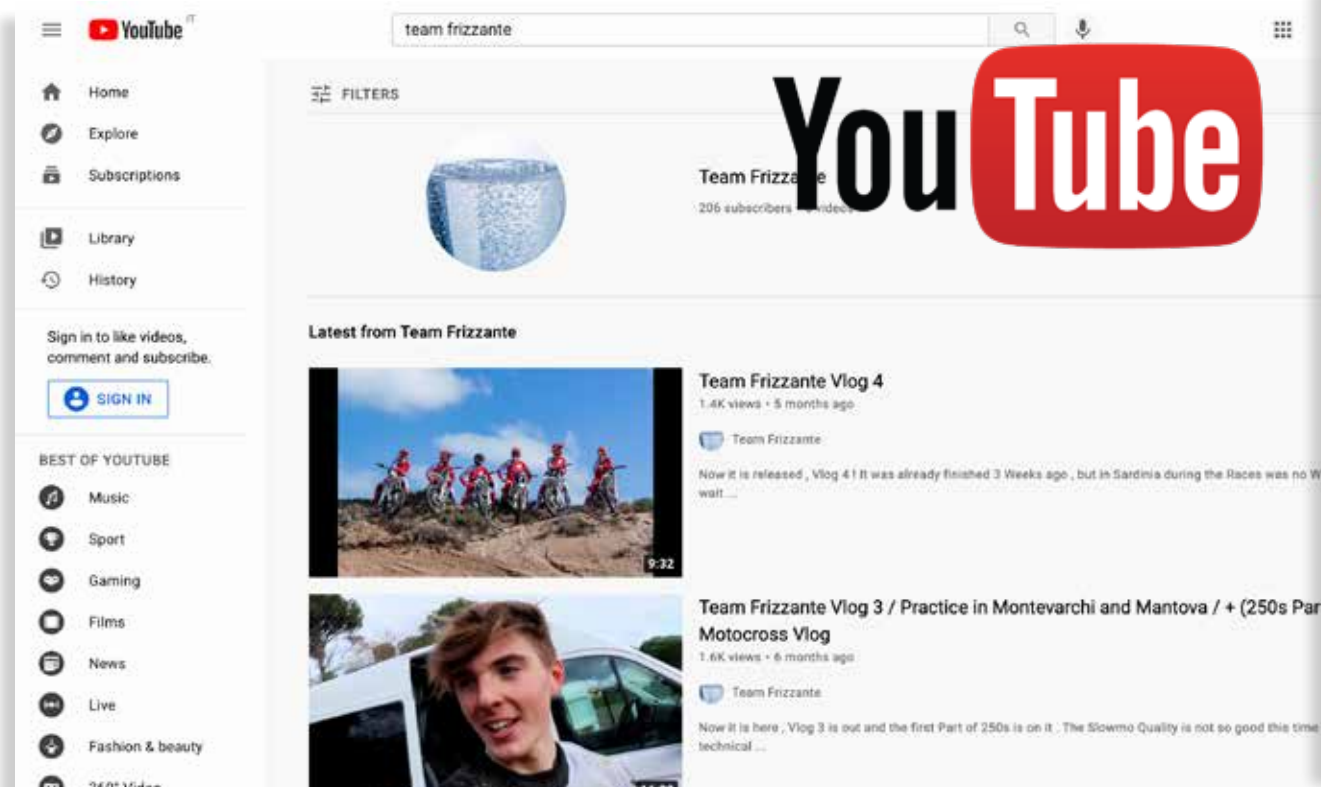 YouTube IT
team frizzante
Home
Explore
Subscriptions
Library
History
Sign in to like videos,
comment and subscribe.
SIGN IN
BEST OF YOUTUBE
Music
Sport
Gaming
Films
News
Live
Fashion & beauty
360° Video
FILTERS
YouTube
Team Frizzante
206 subscribers • videos
Latest from Team Frizzante
9:32
Team Frizzante Vlog 4
1.4K views • 5 months ago
Team Frizzante
Now it is released , Vlog 4 ! It was already finished 3 Weeks ago , but in Sardinia during the Races was no
wait ...
Team Frizzante Vlog 3 / Practice in Montevarchi and Mantova / + (250s Par
Motocross Vlog
1.6K views • 6 months ago
Team Frizzante
Now it is here , Vlog 3 is out and the first Part of 250s is on it . The Slowmo Quality is not so good this time
technical ...